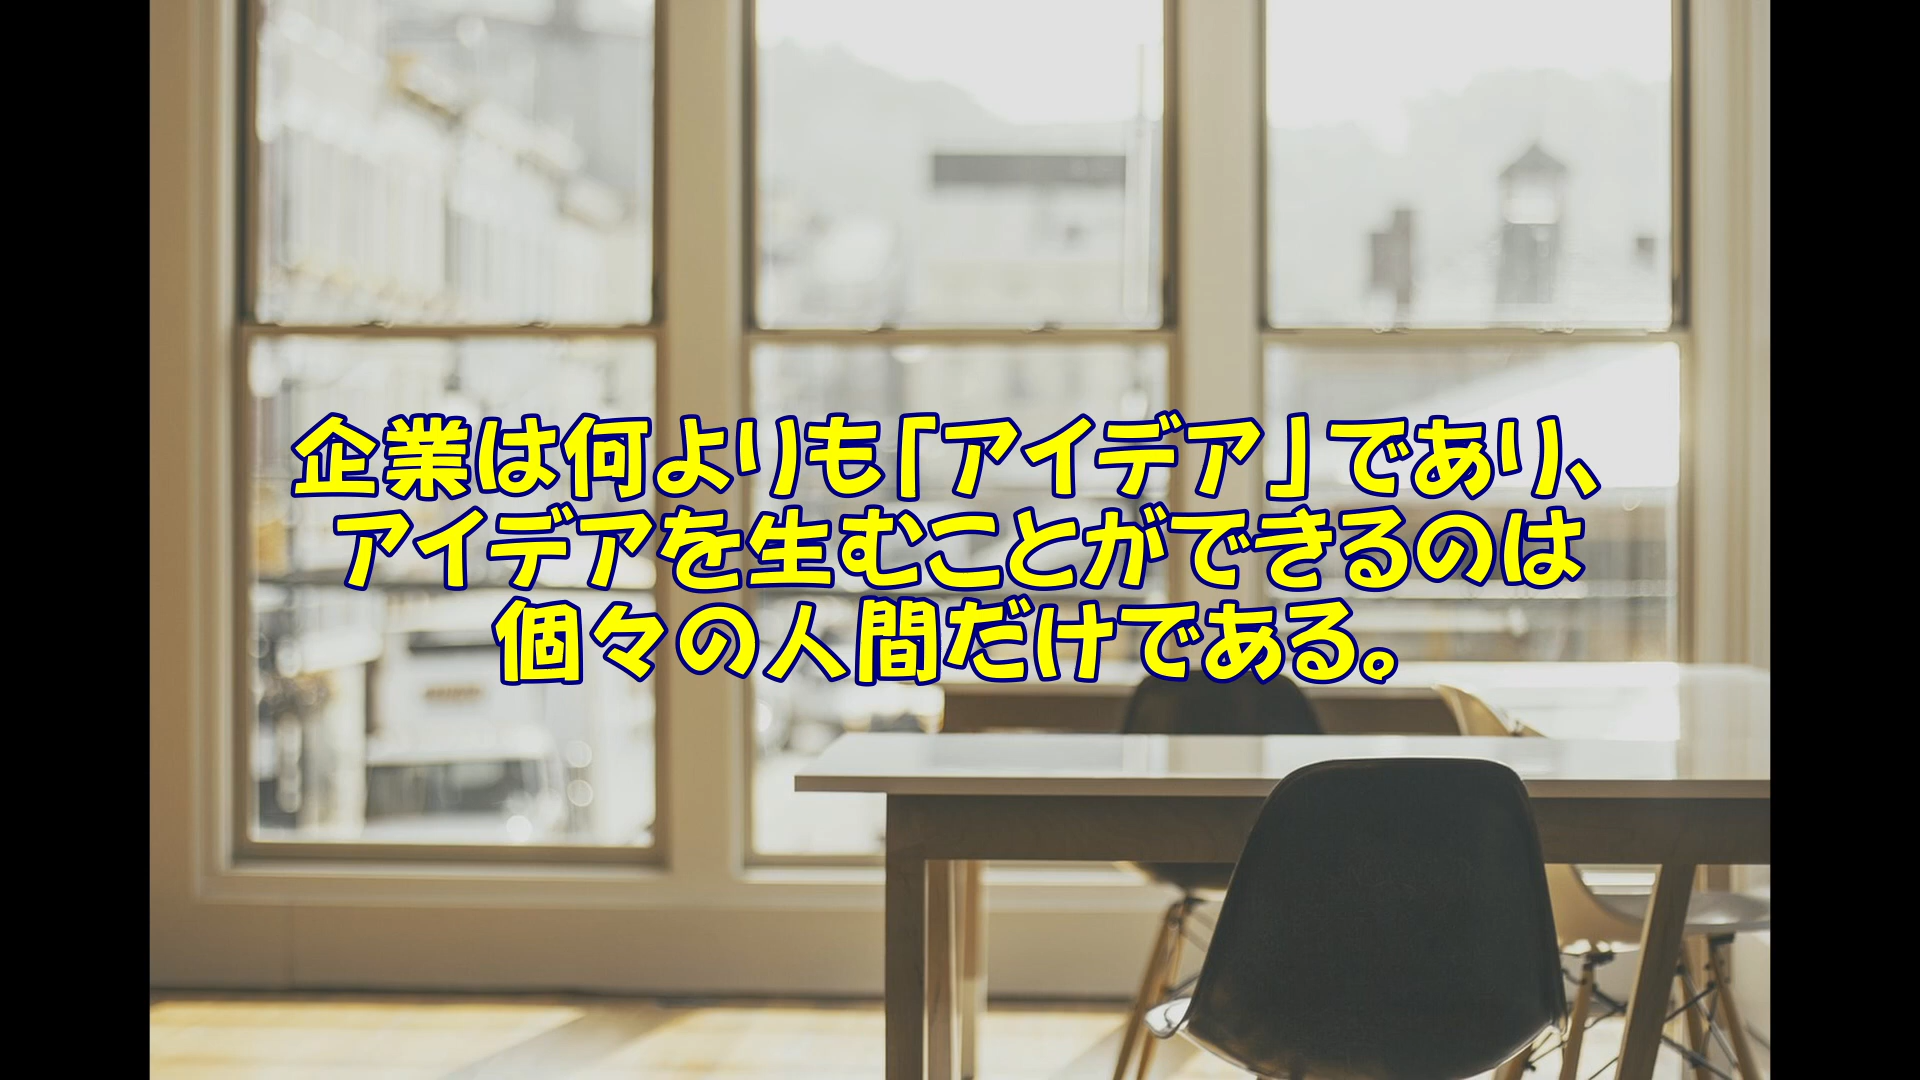 企業は何よりも「アイデア」であり、
アイデアを生むことができるのは
個々の人間だけである。